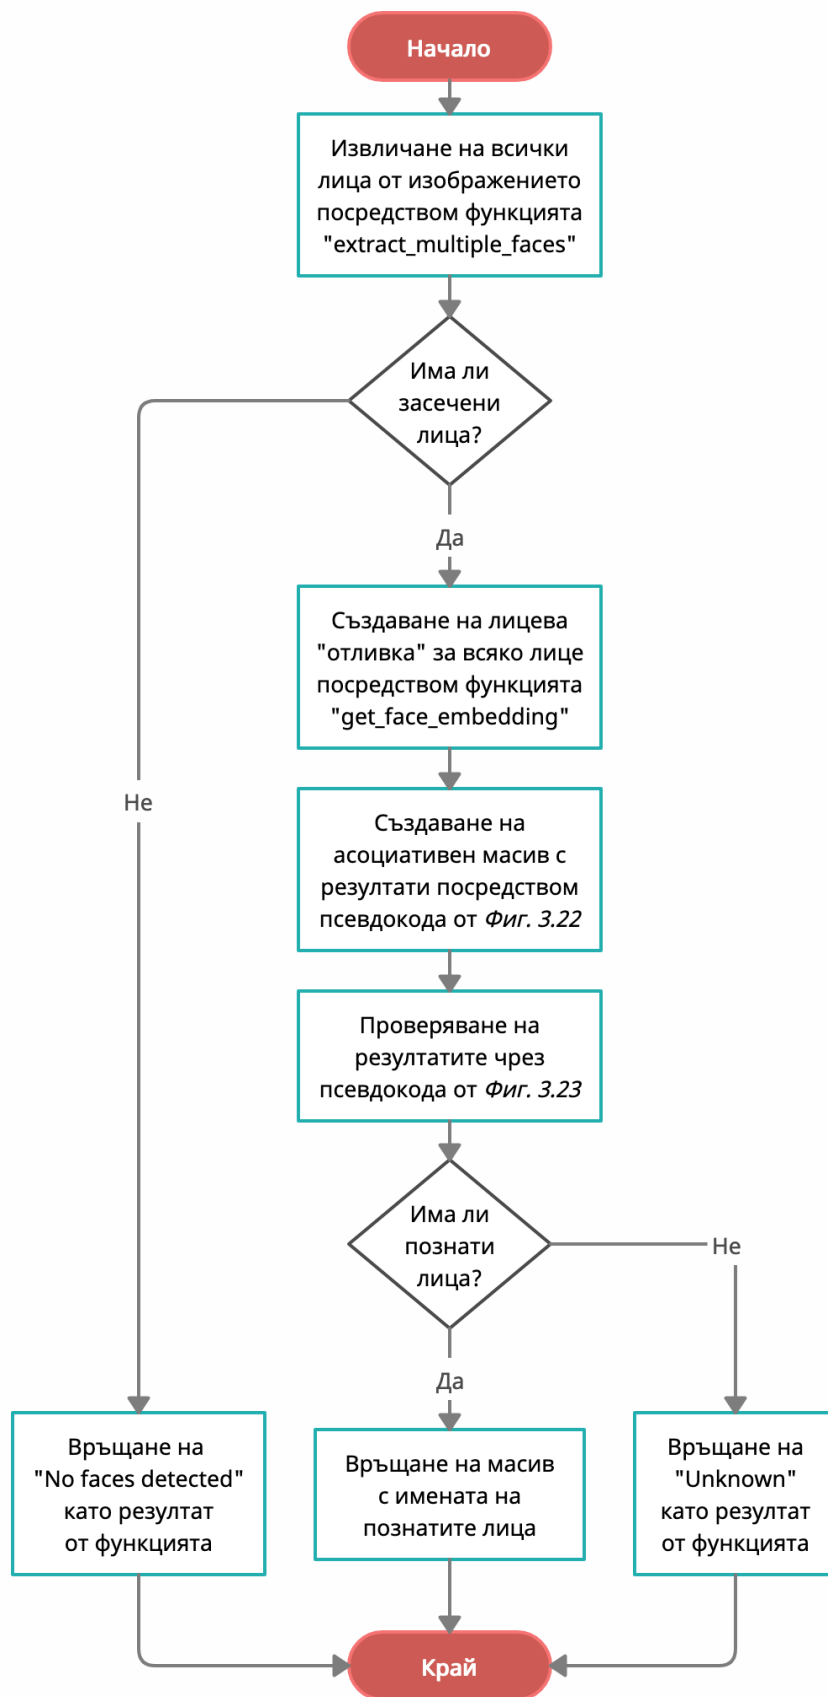 Начало
Извличане на всички
лица от изображението
посредством функцията
"extract_multiple_faces"
Има ли
засечени
лица?
Да
Създаване на лицева
"отливка" за всяко лице
посредством функцията
"get_face_embedding"
Не
Създаване на
асоциативен масив с
резултати посредством
псевдокода от Фиг. 3.22
Проверяване на
резултатите чрез
псевдокода от Фиг. 3.23
Има ли
познати
лица?
Не
Да
Връщане на
"No faces detected"
като резултат
от функцията
Връщане на масив
с имената на
познатите лица
Връщане на
"Unknown"
като резултат
от функцията
Край